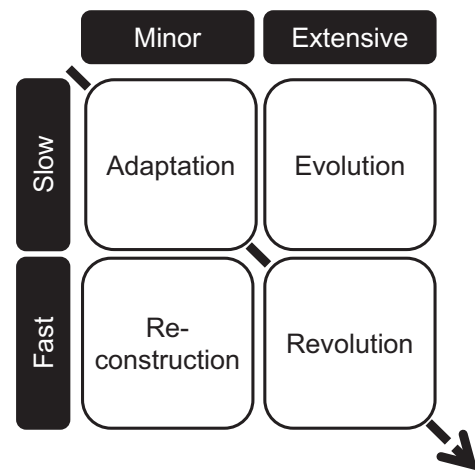 Minor
Extensive
Slow
Adaptation
Evolution
Fast
Re-
construction
Revolution